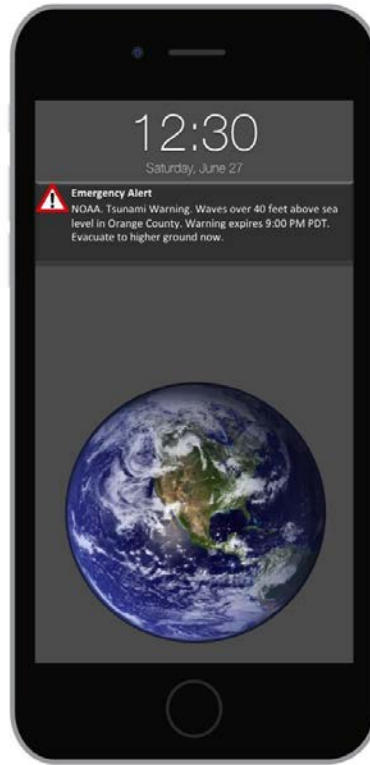 12:30
Saturday, June 27
Emergency Alert
NOAA. Tsunami Warning. Waves over 40 feet above sea
level in Orange County. Warning expires 9:00 PM PDT.
Evacuate to higher ground now.